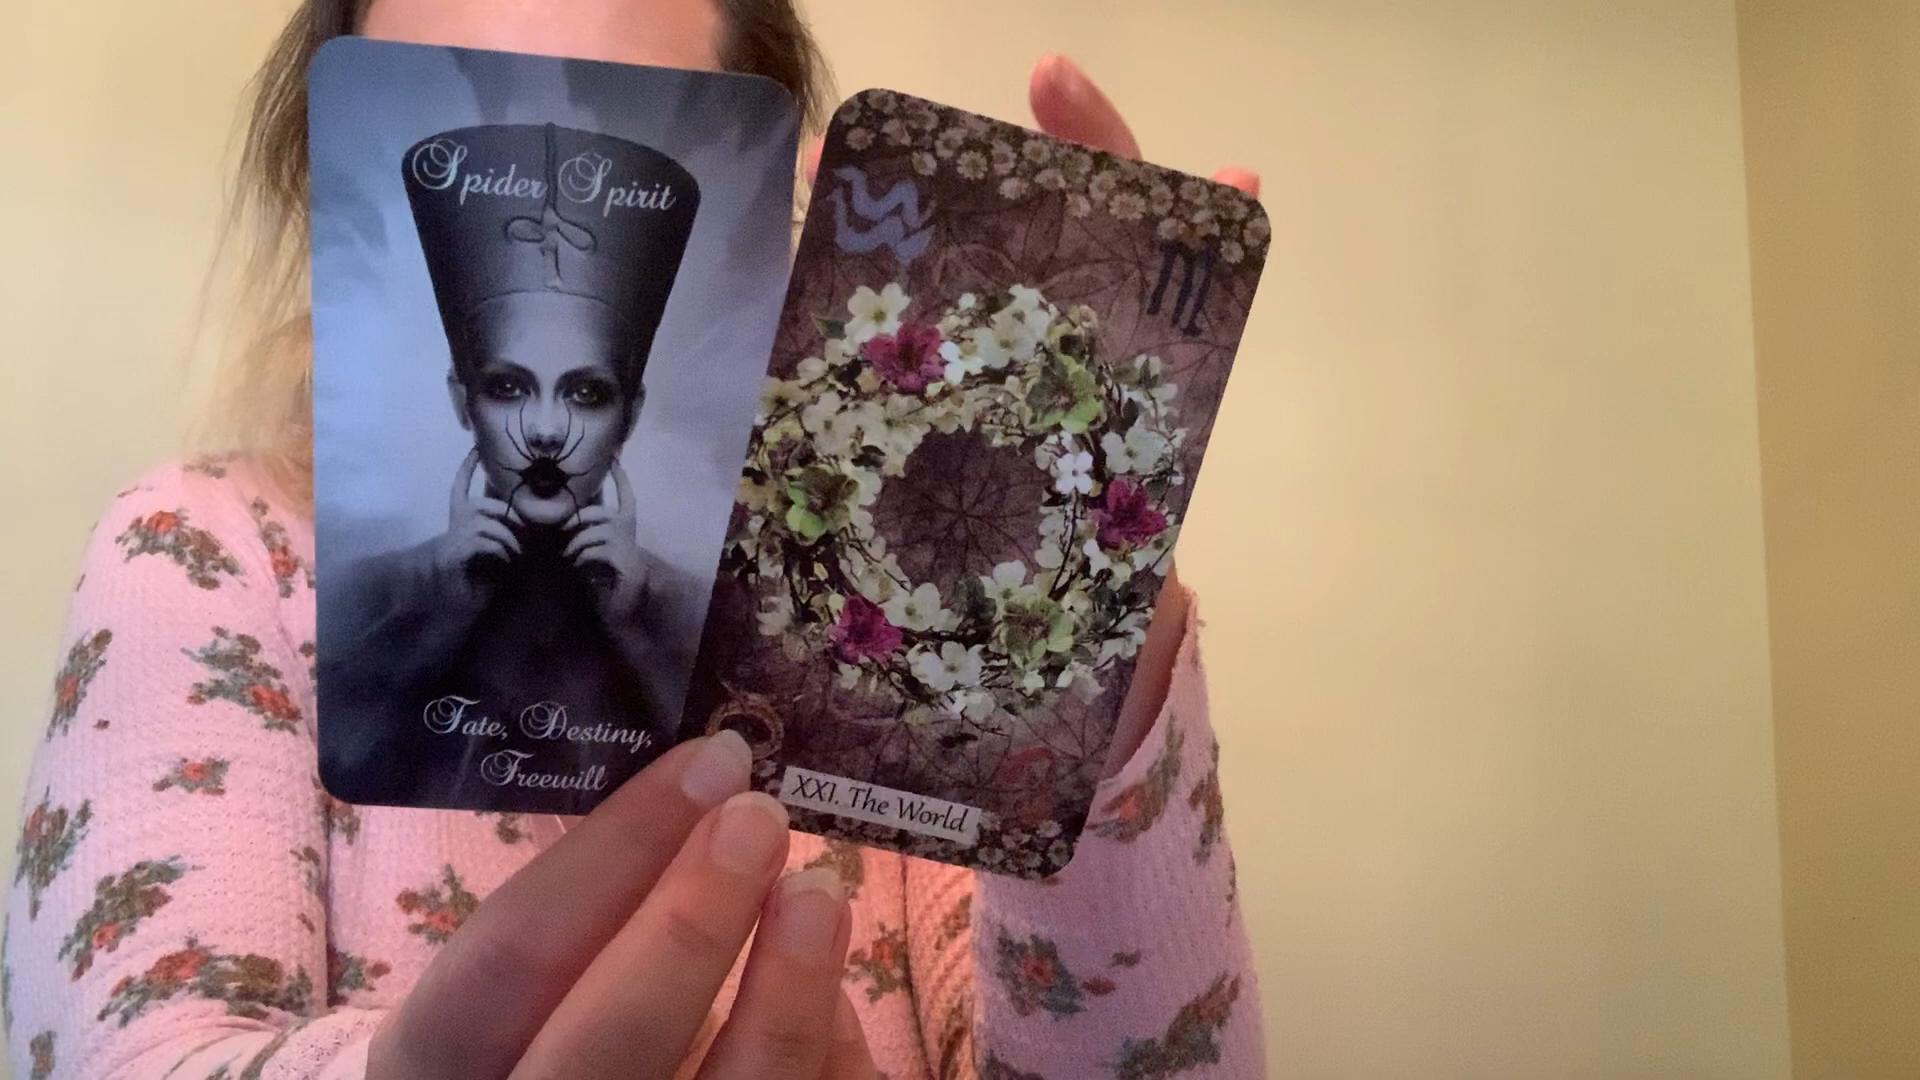 Spider Spirit
Fate, Destiny,
Freewill
XXI. The World